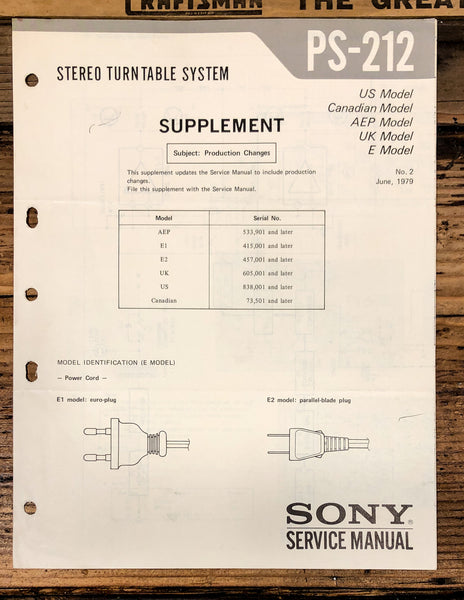 CRAFTSMAN THE GREAT
PS-212
STEREO TURNTABLE SYSTEM
US Model
Canadian Model
AEP Model
UK Model
E Model
SUPPLEMENT
Subject: Production Changes
No. 2
June, 1979
This supplement updates the Service Manual to include production
changes.
File this supplement with the Service Manual.
Model Serial No.
AEP 533,901 and later
E1 415,001 and later
E2 457,001 and later
UK 605,001 and later
US 838,001 and later
Canadian 73,501 and later
MODEL IDENTIFICATION (E MODEL)
— Power Cord —
E1 model: euro-plug
E2 model: parallel-blade plug
SONY®
SERVICE MANUAL